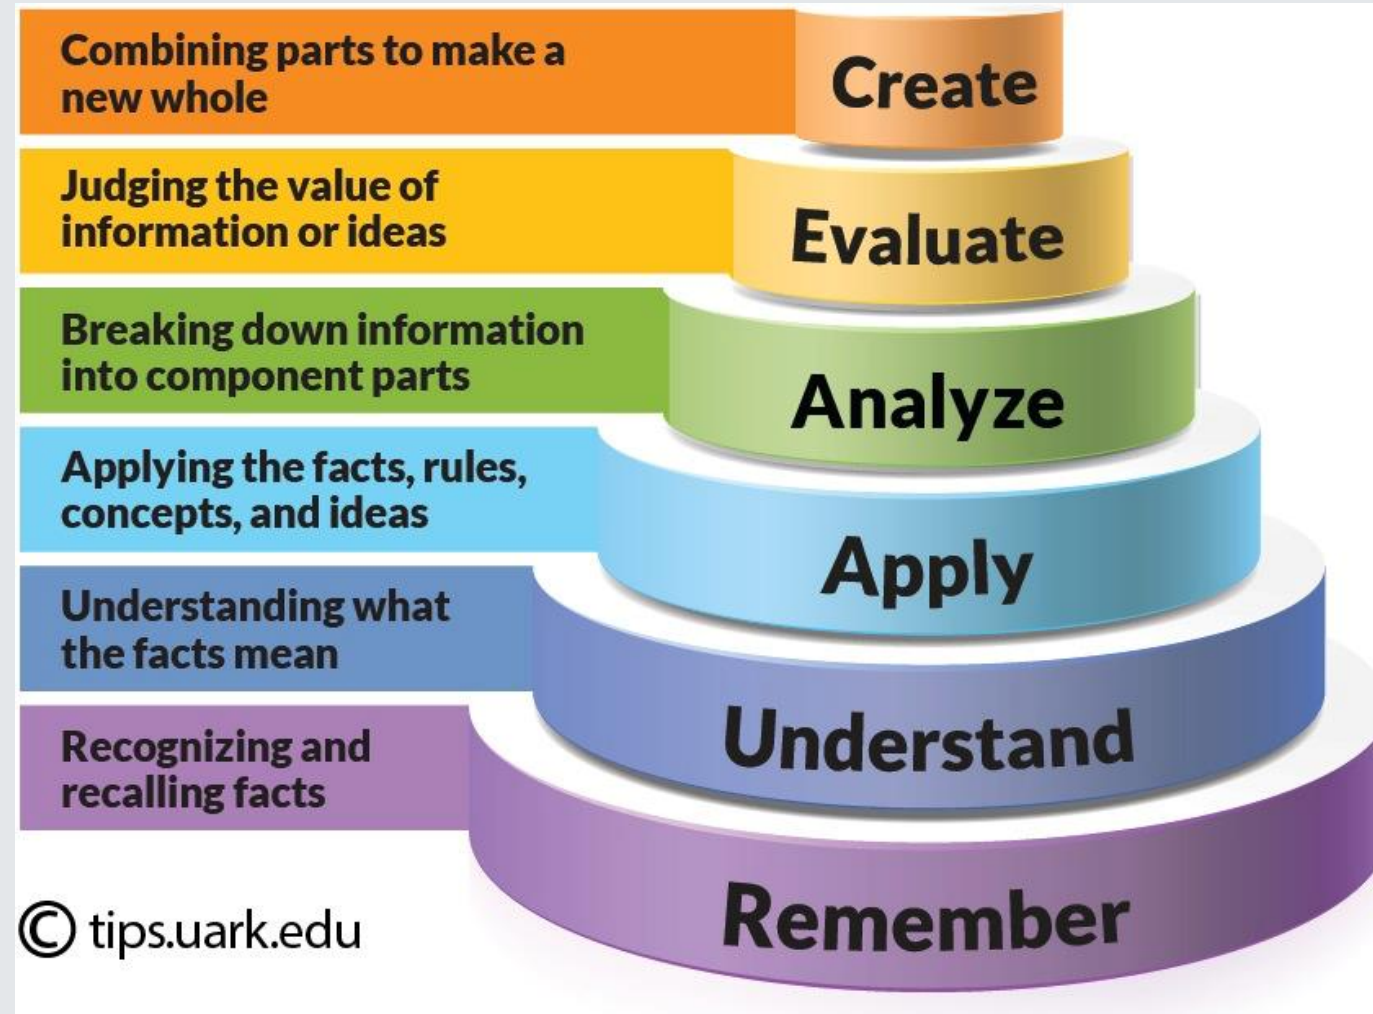 Combining parts to make a
new whole
Create
Judging the value of
information or ideas
Evaluate
Breaking down information
into component parts
Analyze
Applying the facts, rules,
concepts, and ideas
Apply
Understanding what
the facts mean
Understand
Recognizing and
recalling facts
Remember
© tips.uark.edu